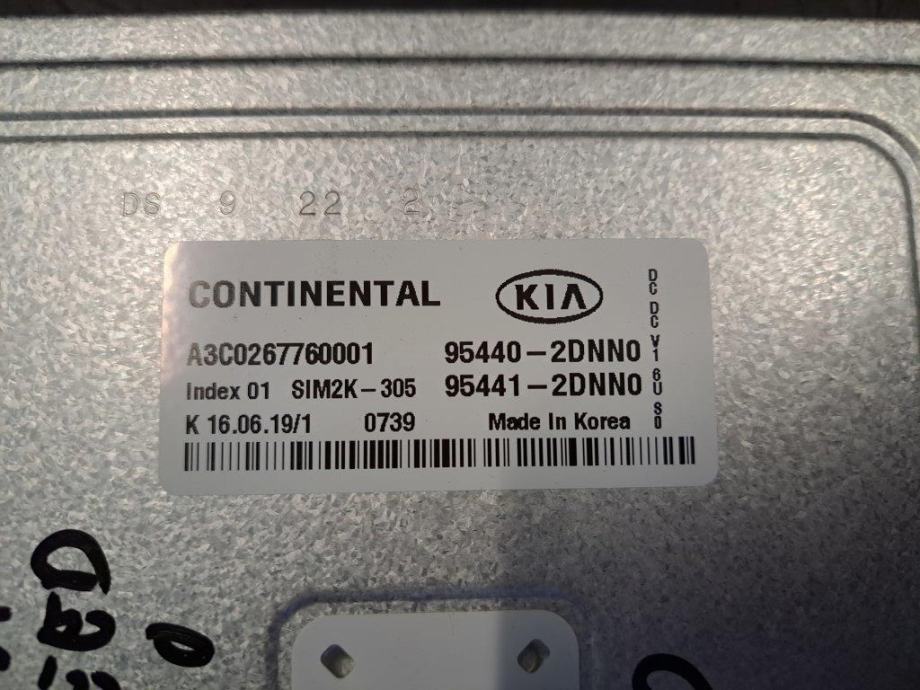 DS 9 22 2
CONTINENTAL KIA
A3C0267760001 95440-2DNN0
Index 01 SIM2K-305 95441-2DNN0
K 16.06.19/1 0739 Made In Korea
DC DC V1 6U S0